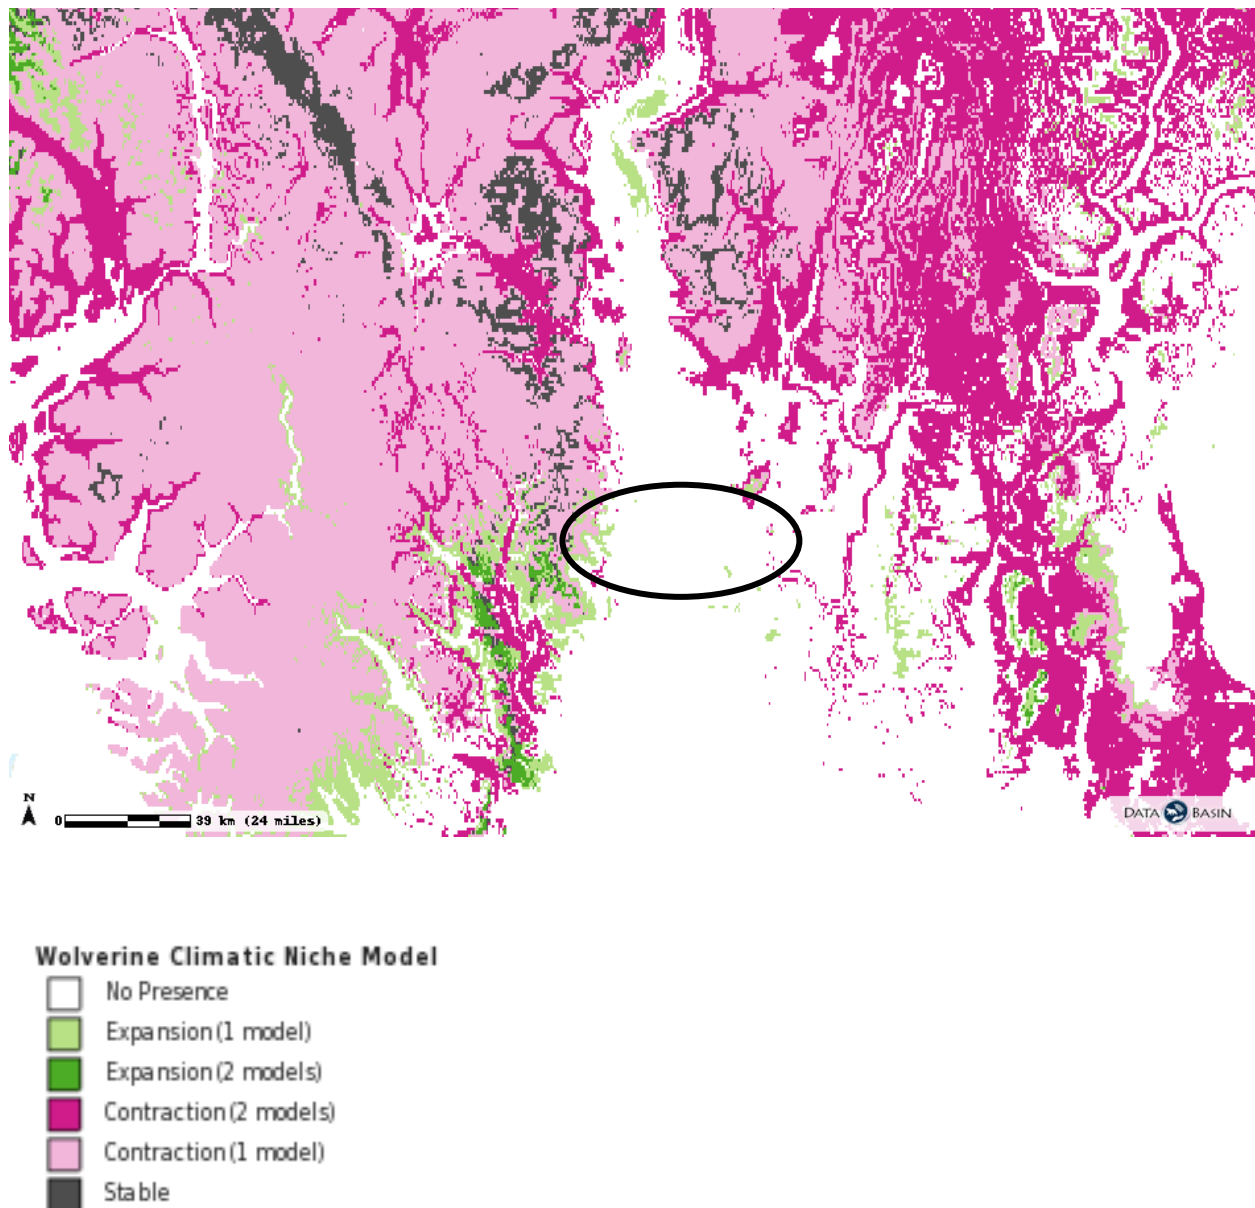 N
0 39 km (24 miles)
DATA BASIN
Wolverine Climatic Niche Model
No Presence
Expansion (1 model)
Expansion (2 models)
Contraction (2 models)
Contraction (1 model)
Stable